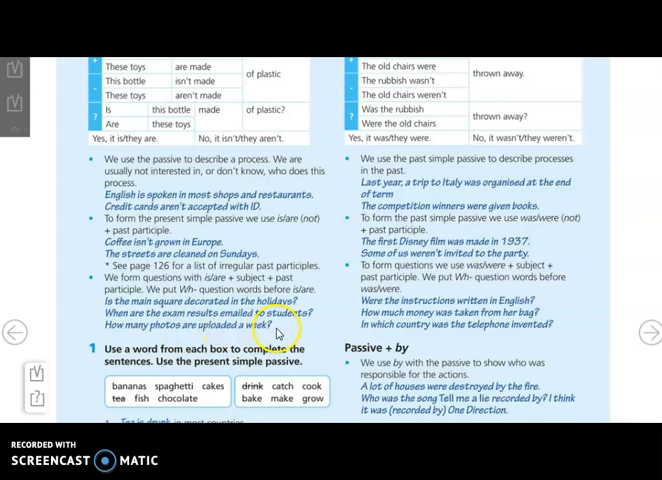 These toys are made
This bottle isn't made of plastic
These toys aren't made
? Is this bottle made of plastic?
Are these toys
Yes, it is/they are. No, it isn't/they aren't.
• We use the passive to describe a process. We are
usually not interested in, or don't know, who does this
process.
English is spoken in most shops and restaurants.
Credit cards aren't accepted with ID.
• To form the present simple passive we use is/are (not)
+ past participle.
Coffee isn't grown in Europe.
The streets are cleaned on Sundays.
* See page 126 for a list of irregular past participles.
• We form questions with is/are + subject + past
participle. We put Wh- question words before is/are.
Is the main square decorated in the holidays?
When are the exam results emailed to students?
How many photos are uploaded a week?
1 Use a word from each box to complete the
sentences. Use the present simple passive.
bananas spaghetti cakes
tea fish chocolate
drink catch cook
bake make grow
Tea is drunk in most countries
The old chairs were
The rubbish wasn't thrown away.
The old chairs weren't
? Was the rubbish thrown away?
Were the old chairs
Yes, it was/they were. No, it wasn't/they weren't.
• We use the past simple passive to describe processes
in the past.
Last year, a trip to Italy was organised at the end
of term
The competition winners were given books.
• To form the past simple passive we use was/were (not)
+ past participle.
The first Disney film was made in 1937.
Some of us weren't invited to the party.
• To form questions we use was/were + subject +
past participle. We put Wh- question words before
was/were.
Were the instructions written in English?
How much money was taken from her bag?
In which country was the telephone invented?
Passive + by
• We use by with the passive to show who was
responsible for the actions.
A lot of houses were destroyed by the fire.
Who was the song Tell me a lie recorded by? I think
it was (recorded by) One Direction.
RECORDED WITH
SCREENCAST MATIC